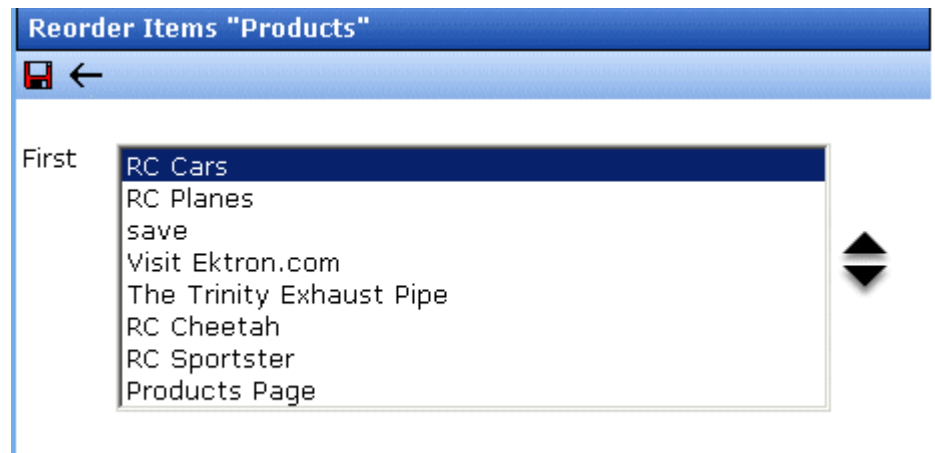 Reorder Items "Products"
First
RC Cars
RC Planes
save
Visit Ektron.com
The Trinity Exhaust Pipe
RC Cheetah
RC Sportster
Products Page